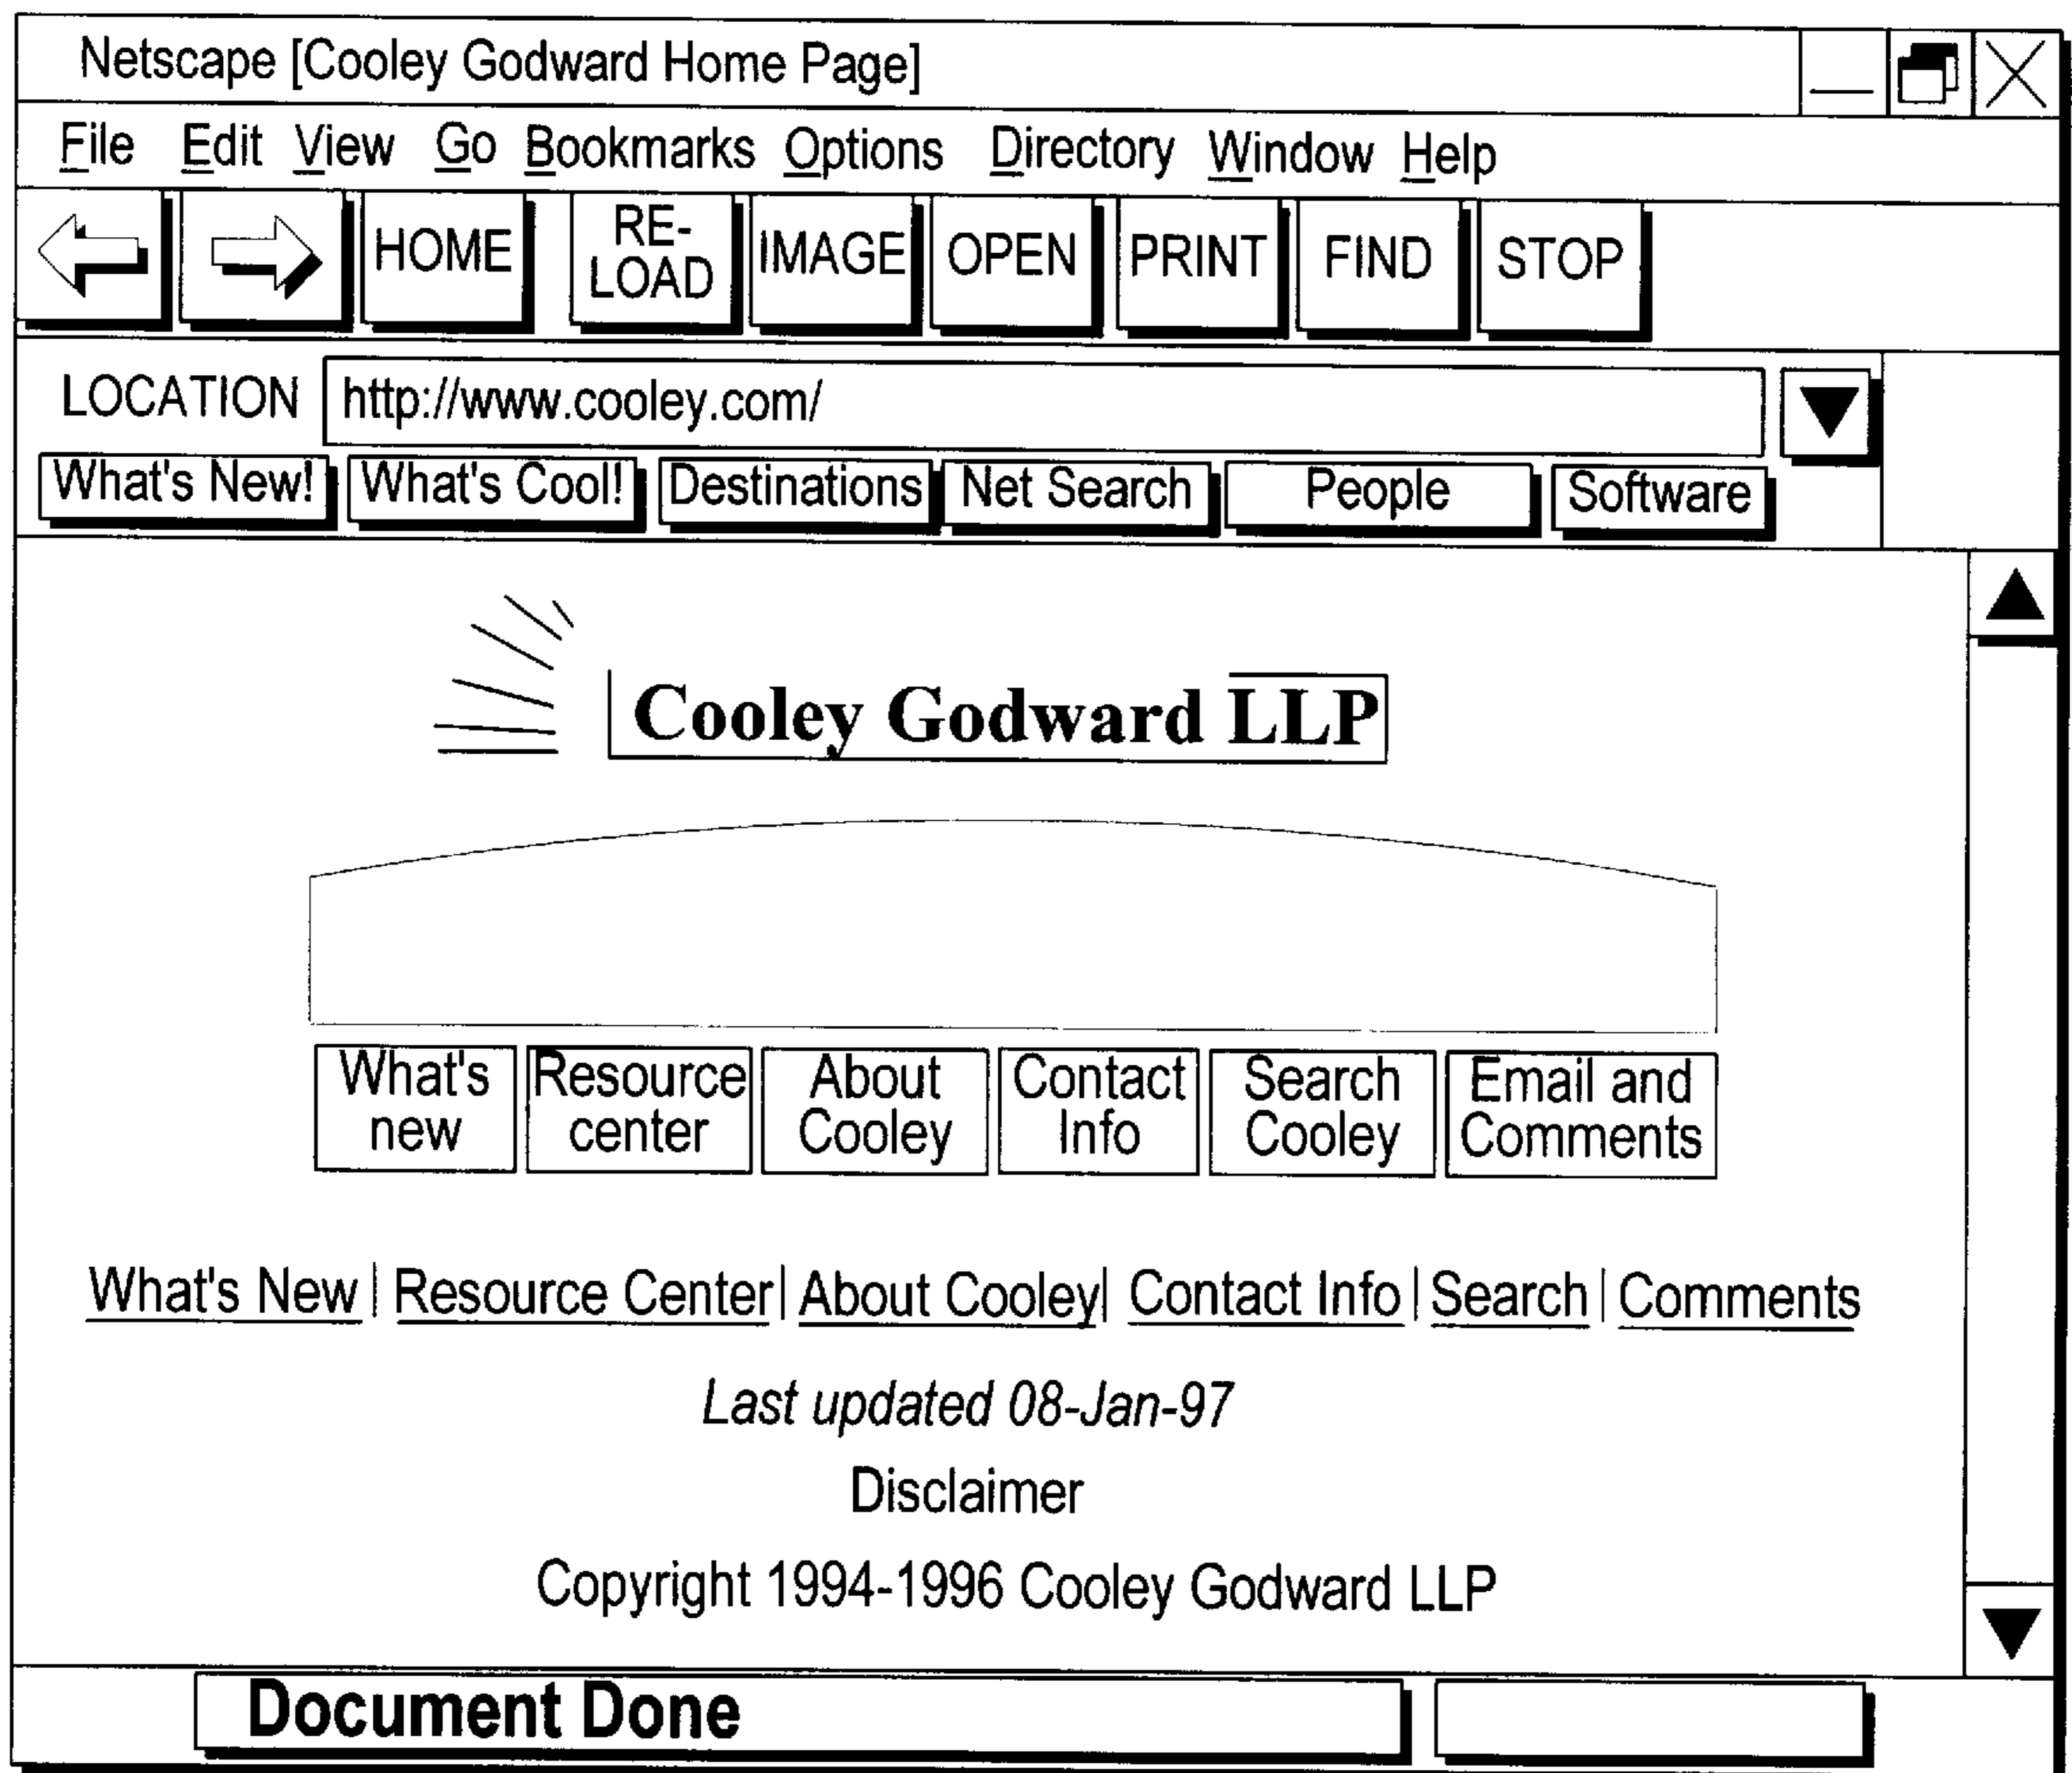 Netscape [Cooley Godward Home Page]
File Edit View Go Bookmarks Options Directory Window Help
HOME RE-LOAD IMAGE OPEN PRINT FIND STOP
LOCATION http://www.cooley.com/
What's New! What's Cool! Destinations Net Search People Software
Cooley Godward LLP
What's new Resource center About Cooley Contact Info Search Cooley Email and Comments
What's New | Resource Center | About Cooley | Contact Info | Search | Comments
Last updated 08-Jan-97
Disclaimer
Copyright 1994-1996 Cooley Godward LLP
Document Done